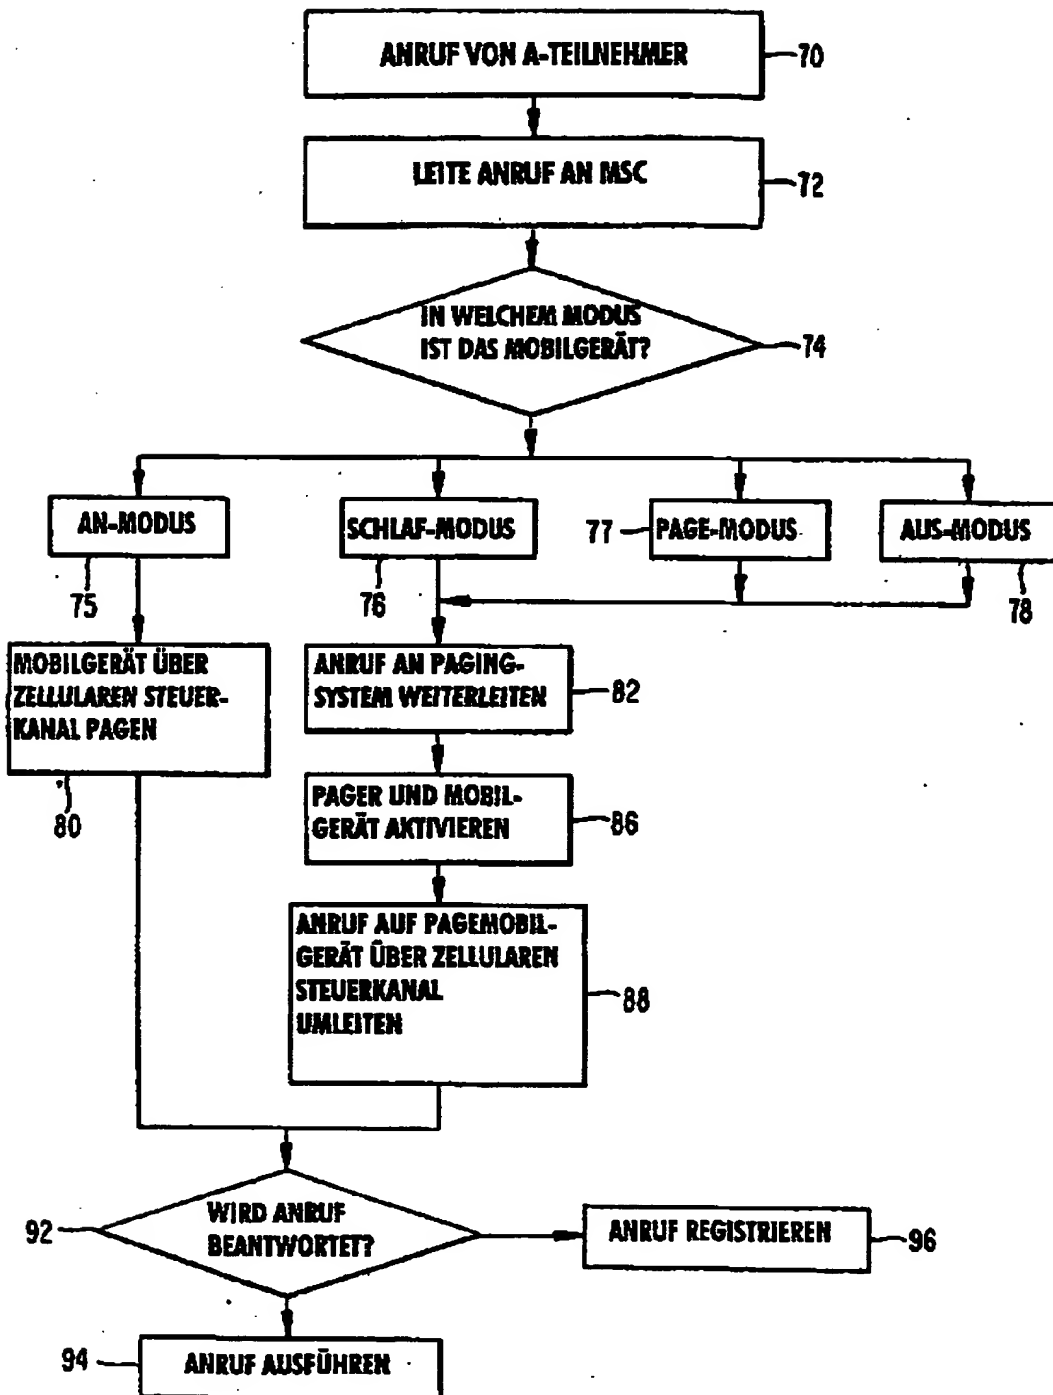 ANRUF VON A-TEILNEHMER
70
LEITE ANRUF AN MSC
72
IN WELCHEM MODUS
IST DAS MOBILGERÄT?
74
AN-MODUS
75
SCHLAF-MODUS
76
77
PAGE-MODUS
AUS-MODUS
78
MOBILGERÄT ÜBER
ZELLULAREN STEUER-
KANAL PAGEN
80
ANRUF AN PAGING-
SYSTEM WEITERLEITEN
82
PAGER UND MOBIL-
GERÄT AKTIVIEREN
86
ANRUF AUF PAGEMOBIL-
GERÄT ÜBER ZELLULAREN
STEUERKANAL
UMLEITEN
88
92
WIRD ANRUF
BEANTWORTET?
ANRUF REGISTRIEREN
96
94
ANRUF AUSFÜHREN